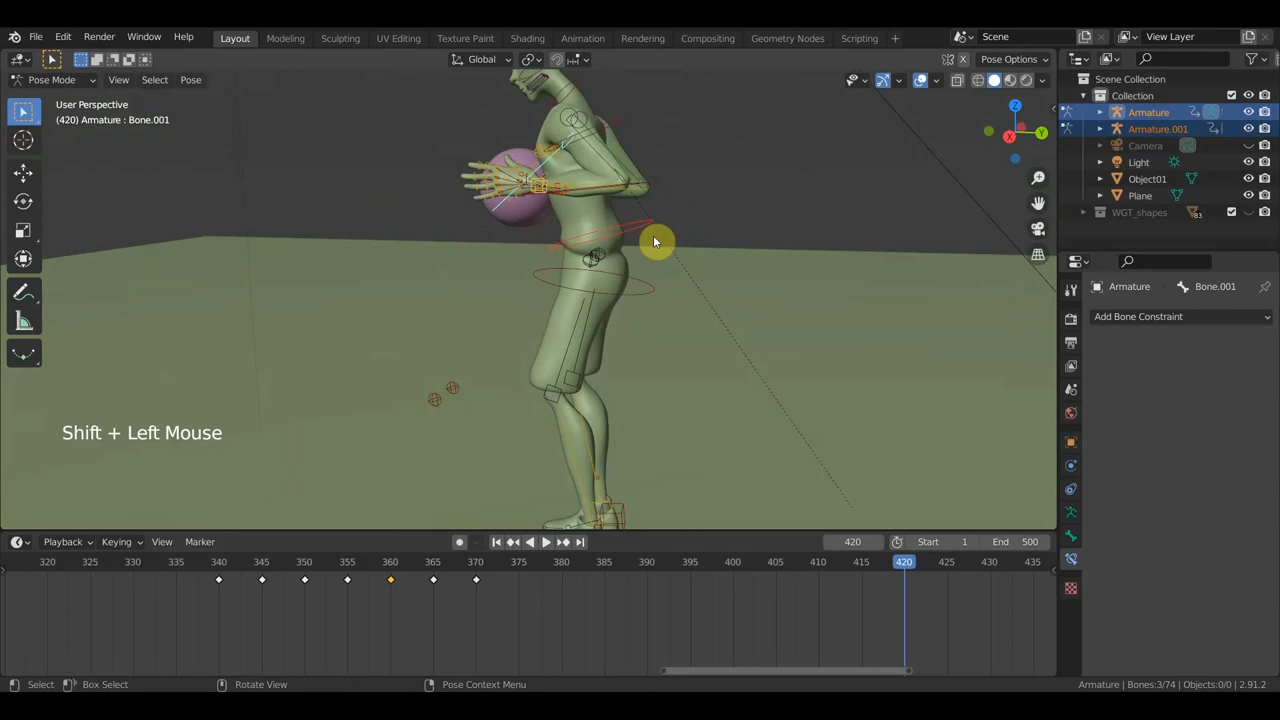 File Edit Render Window Help Layout Modeling Sculpting UV Editing Texture Paint Shading Animation Rendering Compositing Geometry Nodes Scripting + Scene View Layer
Global Pose Options
Pose Mode View Select Pose
Scene Collection
Collection
Armature
Armature.001
Camera
Light
Object01
Plane
WGT_shapes 83
User Perspective
(420) Armature : Bone.001
Z
Y
X
Armature Bone.001
Add Bone Constraint
Shift + Left Mouse
Playback Keying View Marker 420 Start 1 End 500
320 325 330 335 340 345 350 355 360 365 370 375 380 385 390 395 400 405 410 415 420 425 430 435
Select Box Select Rotate View Pose Context Menu Armature | Bones:3/74 | Objects:0/0 | 2.91.2